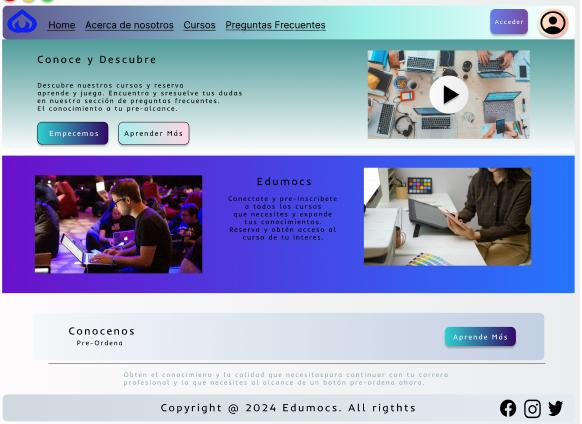 Home Acerca de nosotros Cursos Preguntas Frecuentes Acceder
Conoce y Descubre
Descubre nuestros cursos y reserva
aprende y juega. Encuentra y sresuelve tus dudas
en nuestra sección de preguntas frecuentes.
El conocimiento a tu pre-alcance.
Empecemos Aprender Más
Edumocs
Conectate y pre-inscribete
a todos los cursos
que necesites y expande
tus conocimientos.
Reserva y obtén acceso al
curso de tu interes.
Conocenos
Pre-Ordena
Aprende Más
Obtén el conocimieno y la calidad que necesitaspara continuar con tu carrera
profesional y lo que necesites al alcance de un botón pre-ordena ahora.
Copyright @ 2024 Edumocs. All rigthts